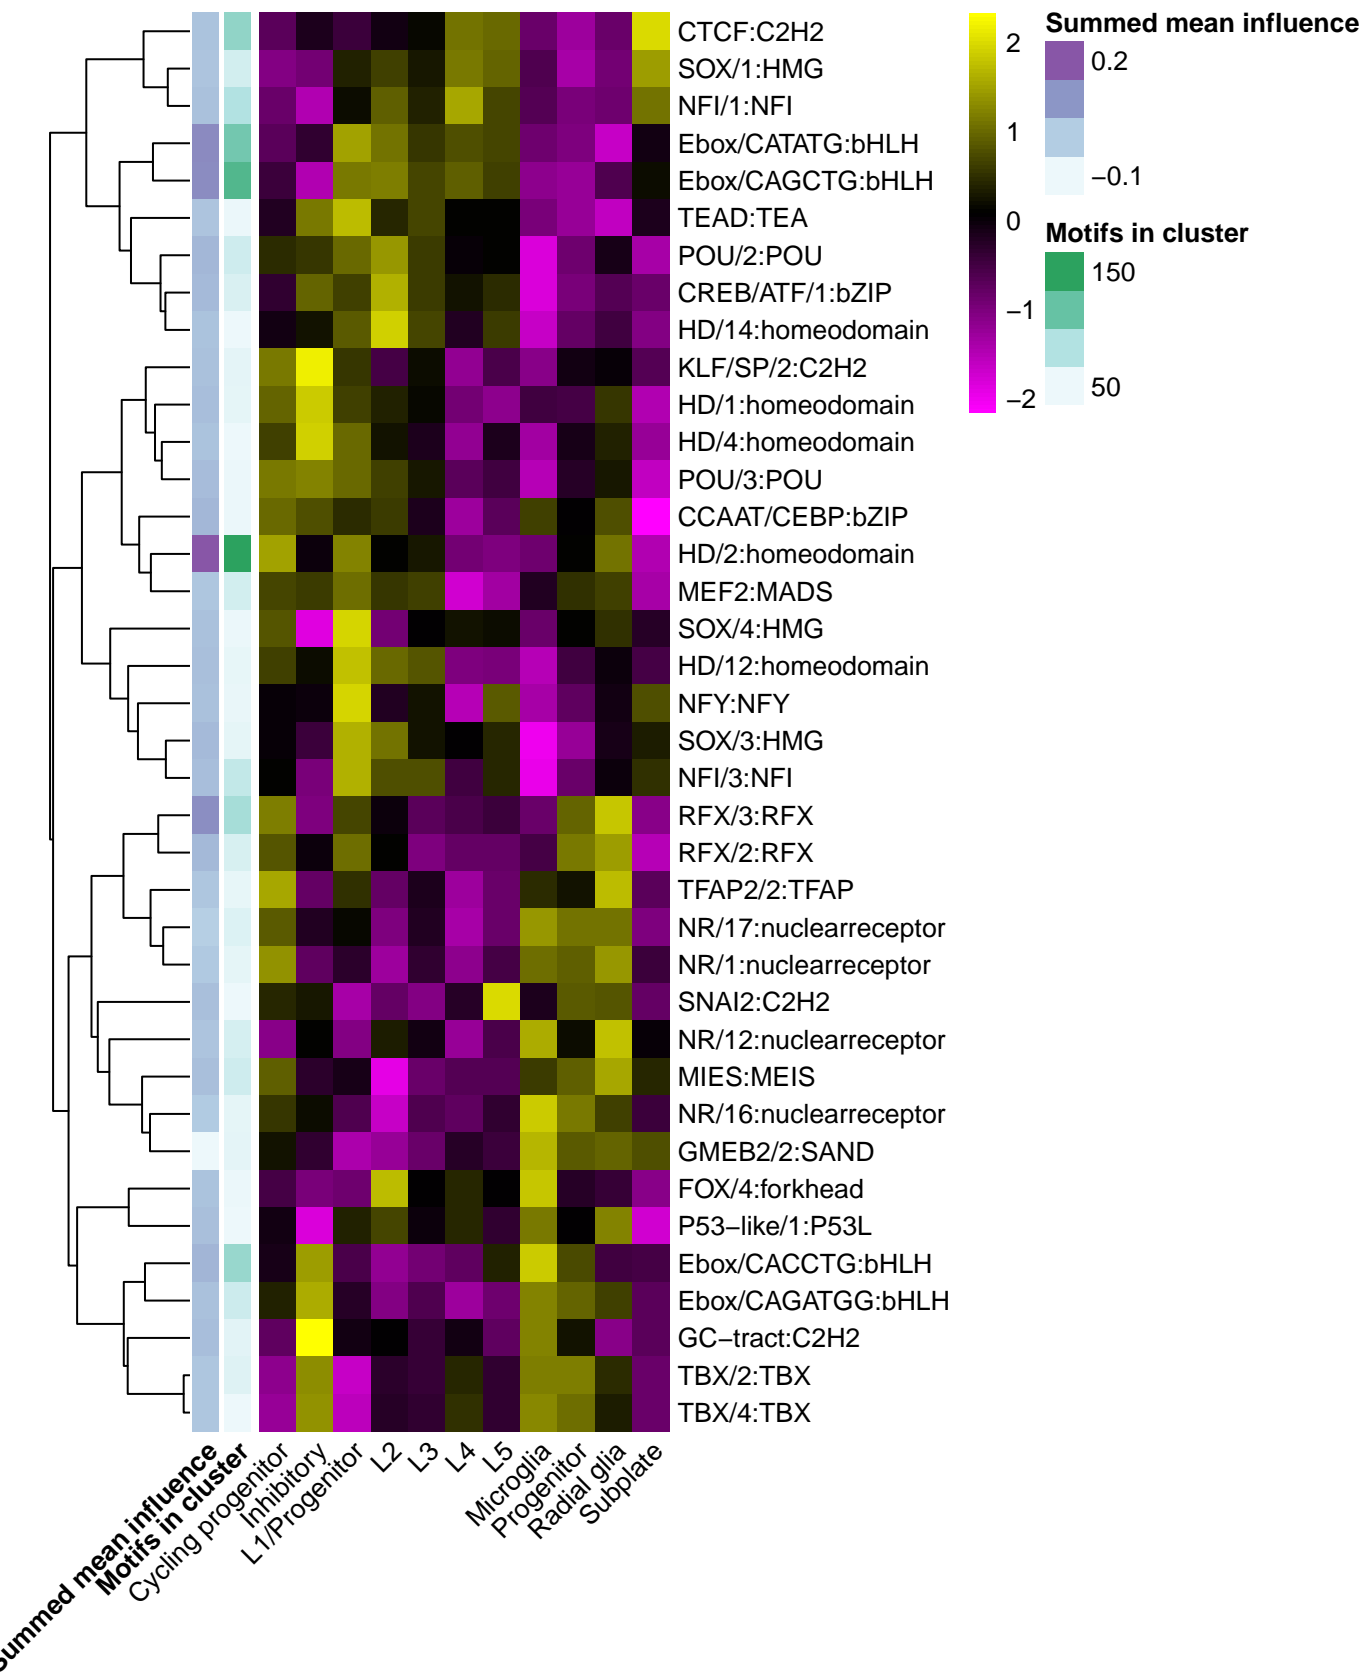 CTCF:C2H2
SOX/1:HMG
NFI/1:NFI
Ebox/CATATG:bHLH
Ebox/CAGCTG:bHLH
TEAD:TEA
POU/2:POU
CREB/ATF/1:bZIP
HD/14:homeodomain
KLF/SP/2:C2H2
HD/1:homeodomain
HD/4:homeodomain
POU/3:POU
CCAAT/CEBP:bZIP
HD/2:homeodomain
MEF2:MADS
SOX/4:HMG
HD/12:homeodomain
NFY:NFY
SOX/3:HMG
NFI/3:NFI
RFX/3:RFX
RFX/2:RFX
TFAP2/2:TFAP
NR/17:nuclearreceptor
NR/1:nuclearreceptor
SNAI2:C2H2
NR/12:nuclearreceptor
MIES:MEIS
NR/16:nuclearreceptor
GMEB2/2:SAND
FOX/4:forkhead
P53−like/1:P53L
Ebox/CACCTG:bHLH
Ebox/CAGATGG:bHLH
GC−tract:C2H2
TBX/2:TBX
TBX/4:TBX
2
1
0
−1
−2
Summed mean influence
0.2
−0.1
Motifs in cluster
150
50
Summed mean influence
Motifs in cluster
Cycling progenitor
Inhibitory
L1/Progenitor
L2
L3
L4
L5
Microglia
Progenitor
Radial glia
Subplate